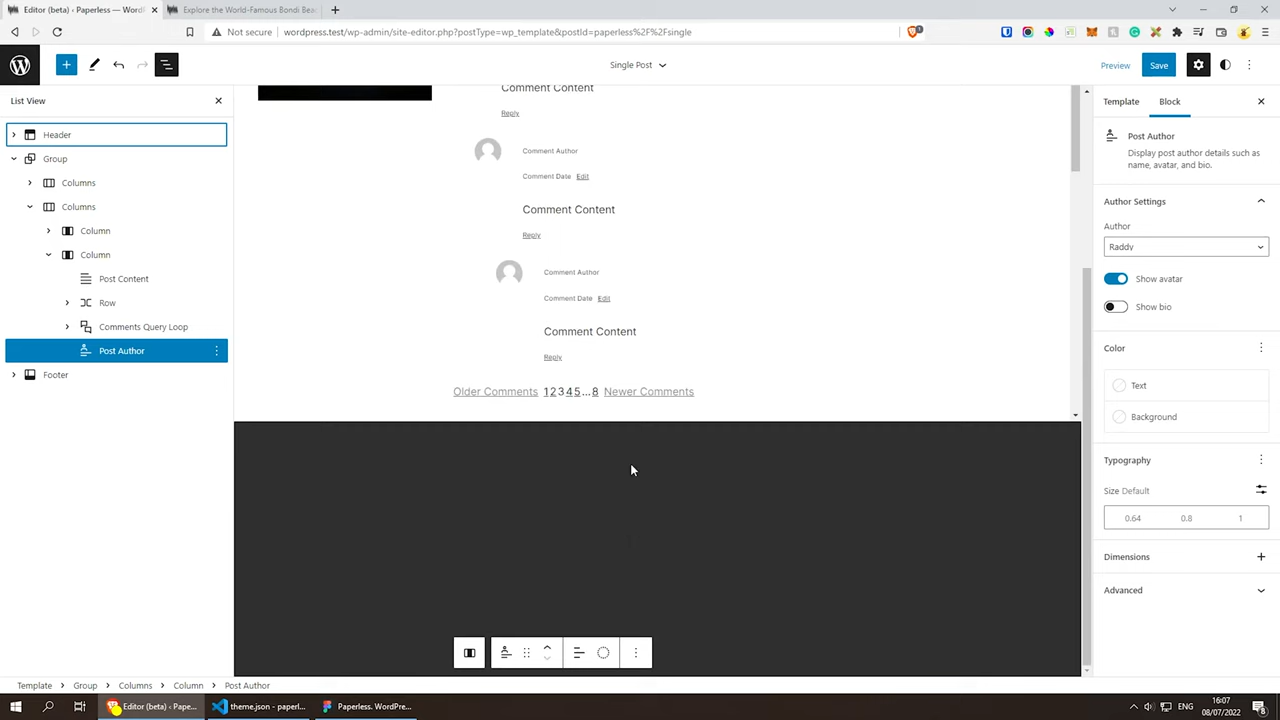 Editor (beta) ‹ Paperless — WordP
Explore the World-Famous Bondi Bea
Not secure
wordpress.test/wp-admin/site-editor.php?postType=wp_template&postId=paperless%2F%2Fsingle
Single Post
Preview
Save
List View
Header
Group
Columns
Columns
Column
Column
Post Content
Row
Comments Query Loop
Post Author
Footer
Comment Content
Reply
Comment Author
Comment Date Edit
Comment Content
Reply
Comment Author
Comment Date Edit
Comment Content
Reply
Older Comments 1 2 3 4 5 ... 8 Newer Comments
Template
Block
Post Author
Display post author details such as
name, avatar, and bio.
Author Settings
Author
Raddy
Show avatar
Show bio
Color
Text
Background
Typography
Size Default
0.64 0.8 1
Dimensions
Advanced
Template › Group › Columns › Column › Post Author
Editor (beta) ‹ Pape...
theme.json - paperl...
Paperless. WordPre...
ENG
16:07
08/07/2022